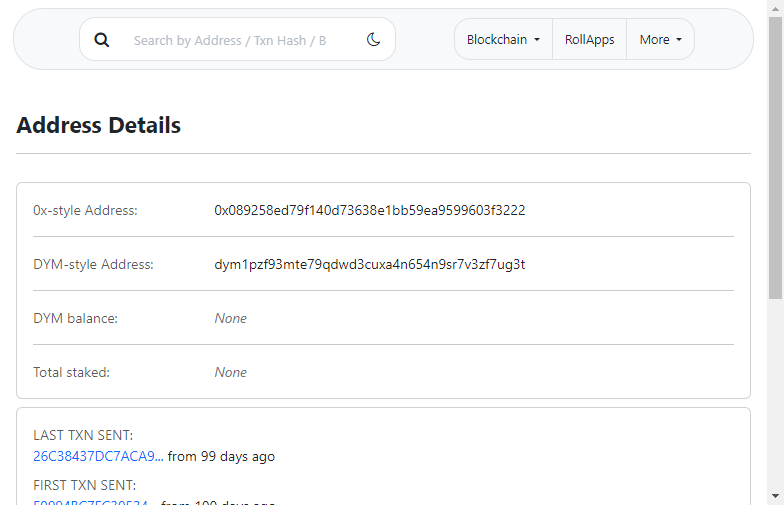 Search by Address / Txn Hash / B
Blockchain
RollApps
More
Address Details
0x-style Address: 0x089258ed79f140d73638e1bb59ea9599603f3222
DYM-style Address: dym1pzf93mte79qdwd3cuxa4n654n9sr7v3zf7ug3t
DYM balance: None
Total staked: None
LAST TXN SENT:
26C38437DC7ACA9... from 99 days ago
FIRST TXN SENT:
from 100 days ago